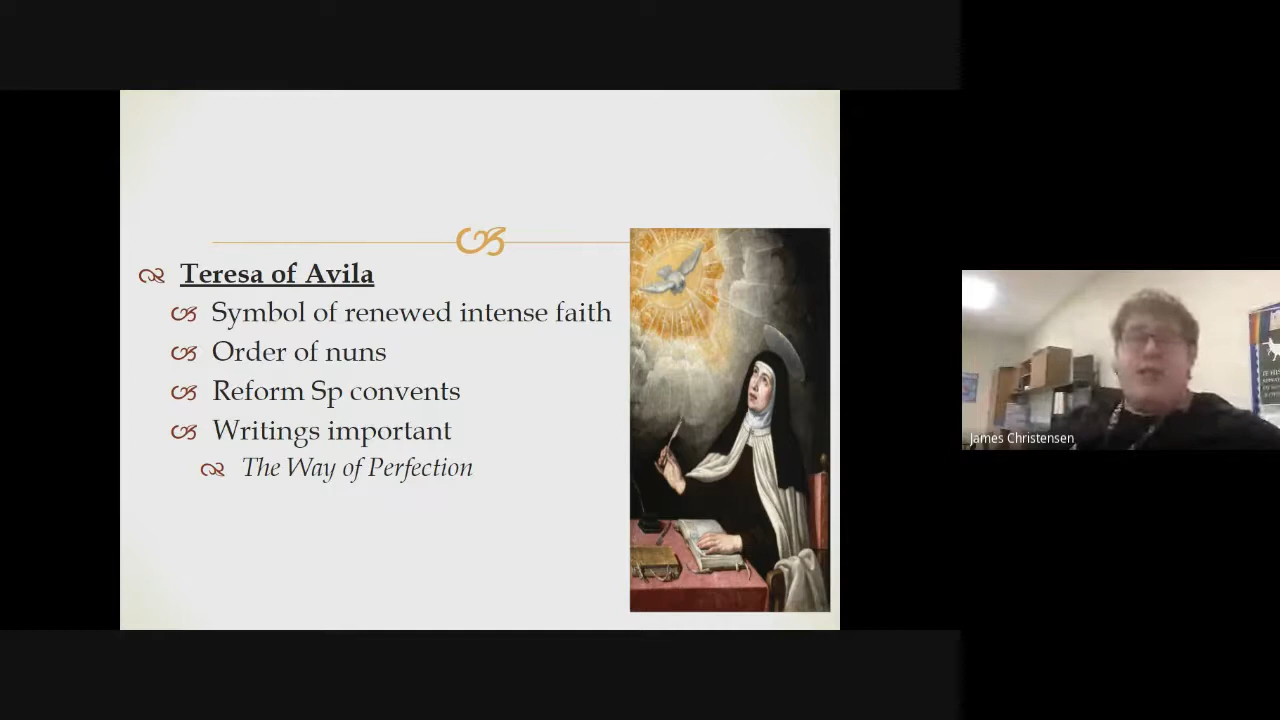 Teresa of Avila
Symbol of renewed intense faith
Order of nuns
Reform Sp convents
Writings important
The Way of Perfection
James Christensen